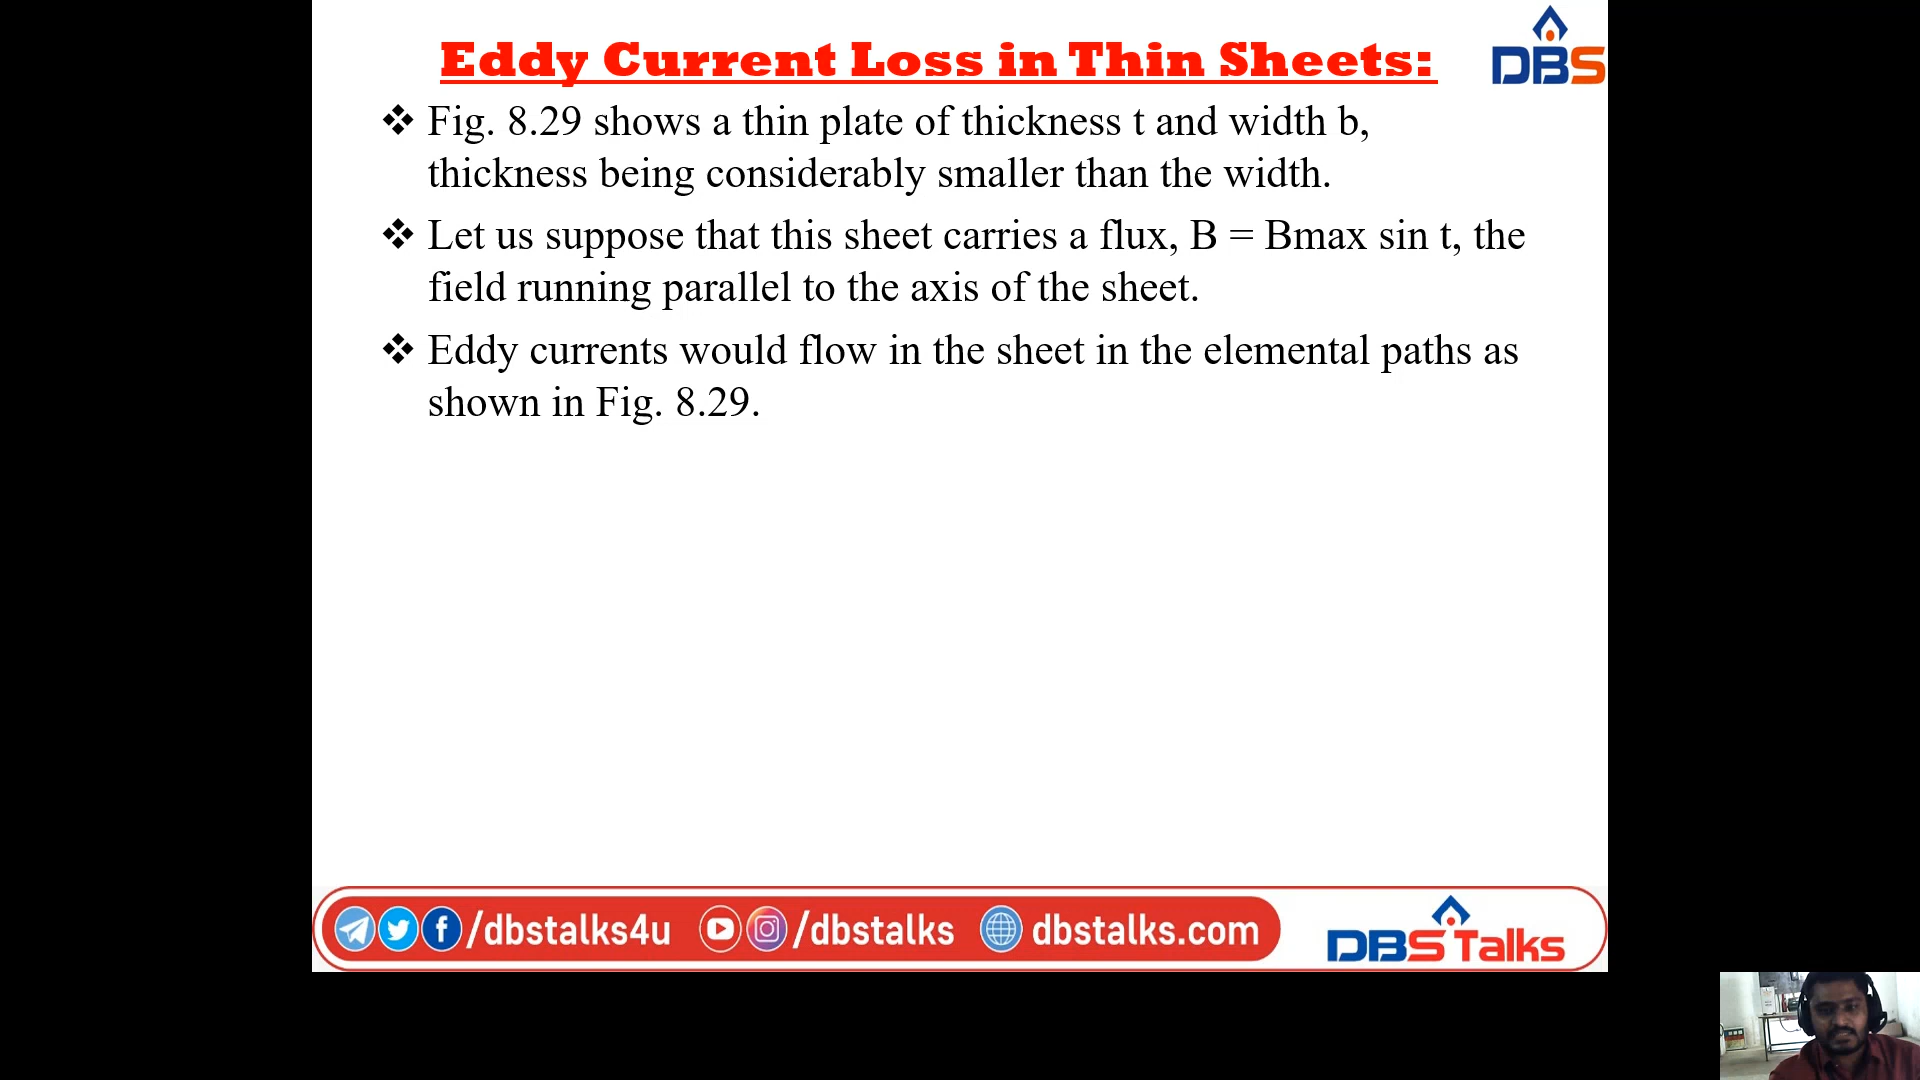 Eddy Current Loss in Thin Sheets:
DBS
❖ Fig. 8.29 shows a thin plate of thickness t and width b,
thickness being considerably smaller than the width.
❖ Let us suppose that this sheet carries a flux, B = Bmax sin t, the
field running parallel to the axis of the sheet.
❖ Eddy currents would flow in the sheet in the elemental paths as
shown in Fig. 8.29.
/dbstalks4u /dbstalks dbstalks.com DBS Talks